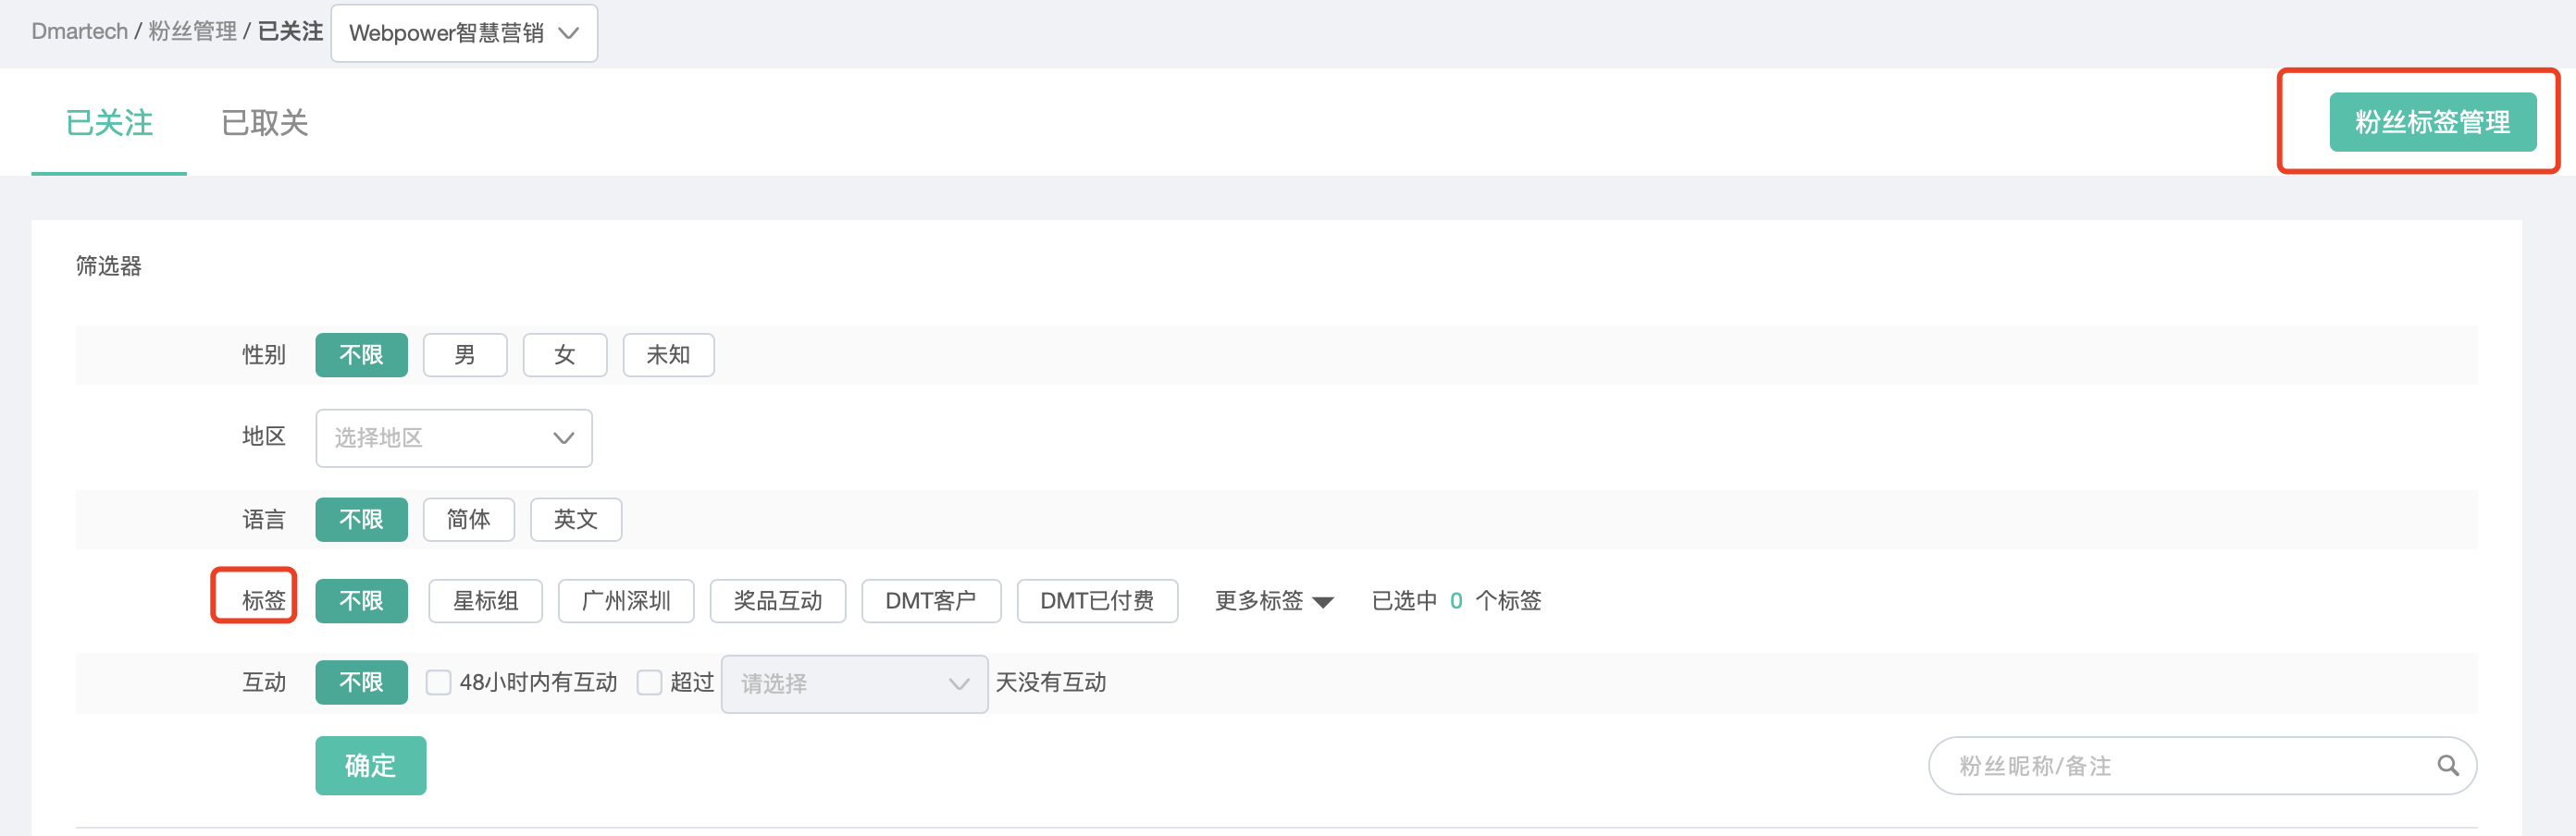 Dmartech / 粉丝管理 / 已关注 Webpower智慧营销
已关注 已取关 粉丝标签管理
筛选器
性别 不限 男 女 未知
地区 选择地区
语言 不限 简体 英文
标签 不限 星标组 广州深圳 奖品互动 DMT客户 DMT已付费 更多标签 已选中 0 个标签
互动 不限 48小时内有互动 超过 请选择 天没有互动
确定 粉丝昵称/备注